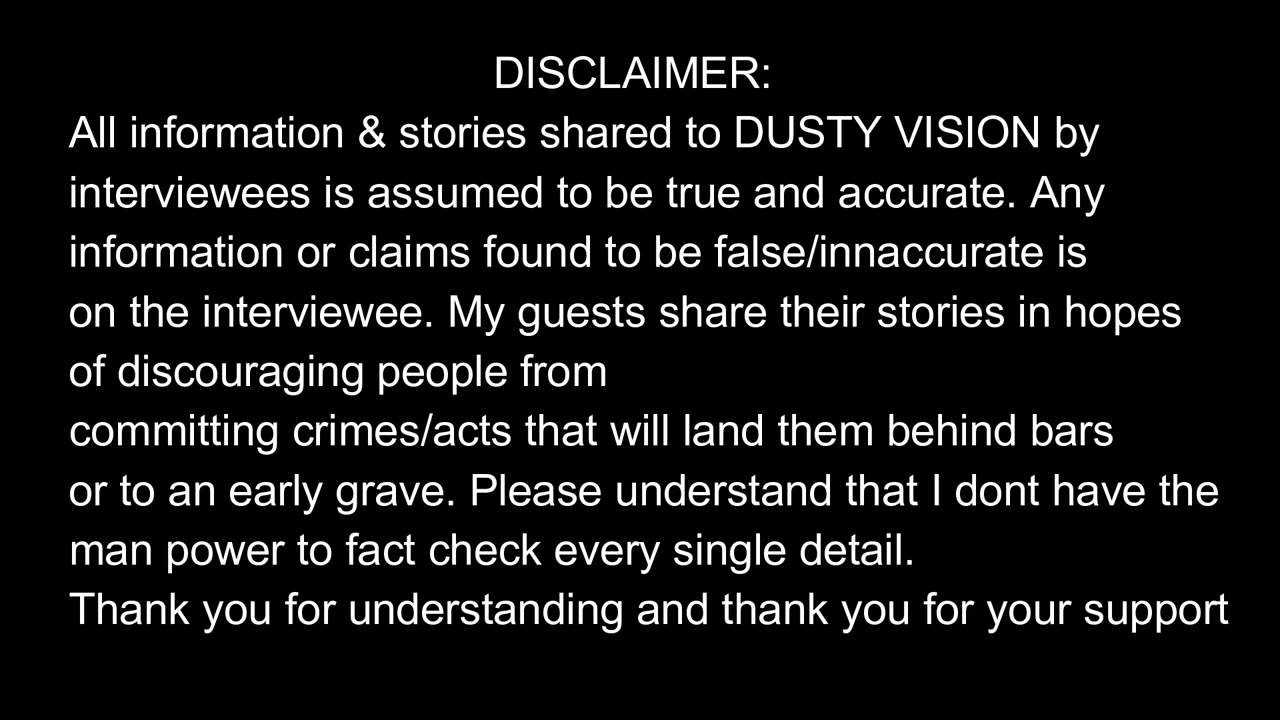 DISCLAIMER:
All information & stories shared to DUSTY VISION by
interviewees is assumed to be true and accurate. Any
information or claims found to be false/innaccurate is
on the interviewee. My guests share their stories in hopes
of discouraging people from
committing crimes/acts that will land them behind bars
or to an early grave. Please understand that I dont have the
man power to fact check every single detail.
Thank you for understanding and thank you for your support